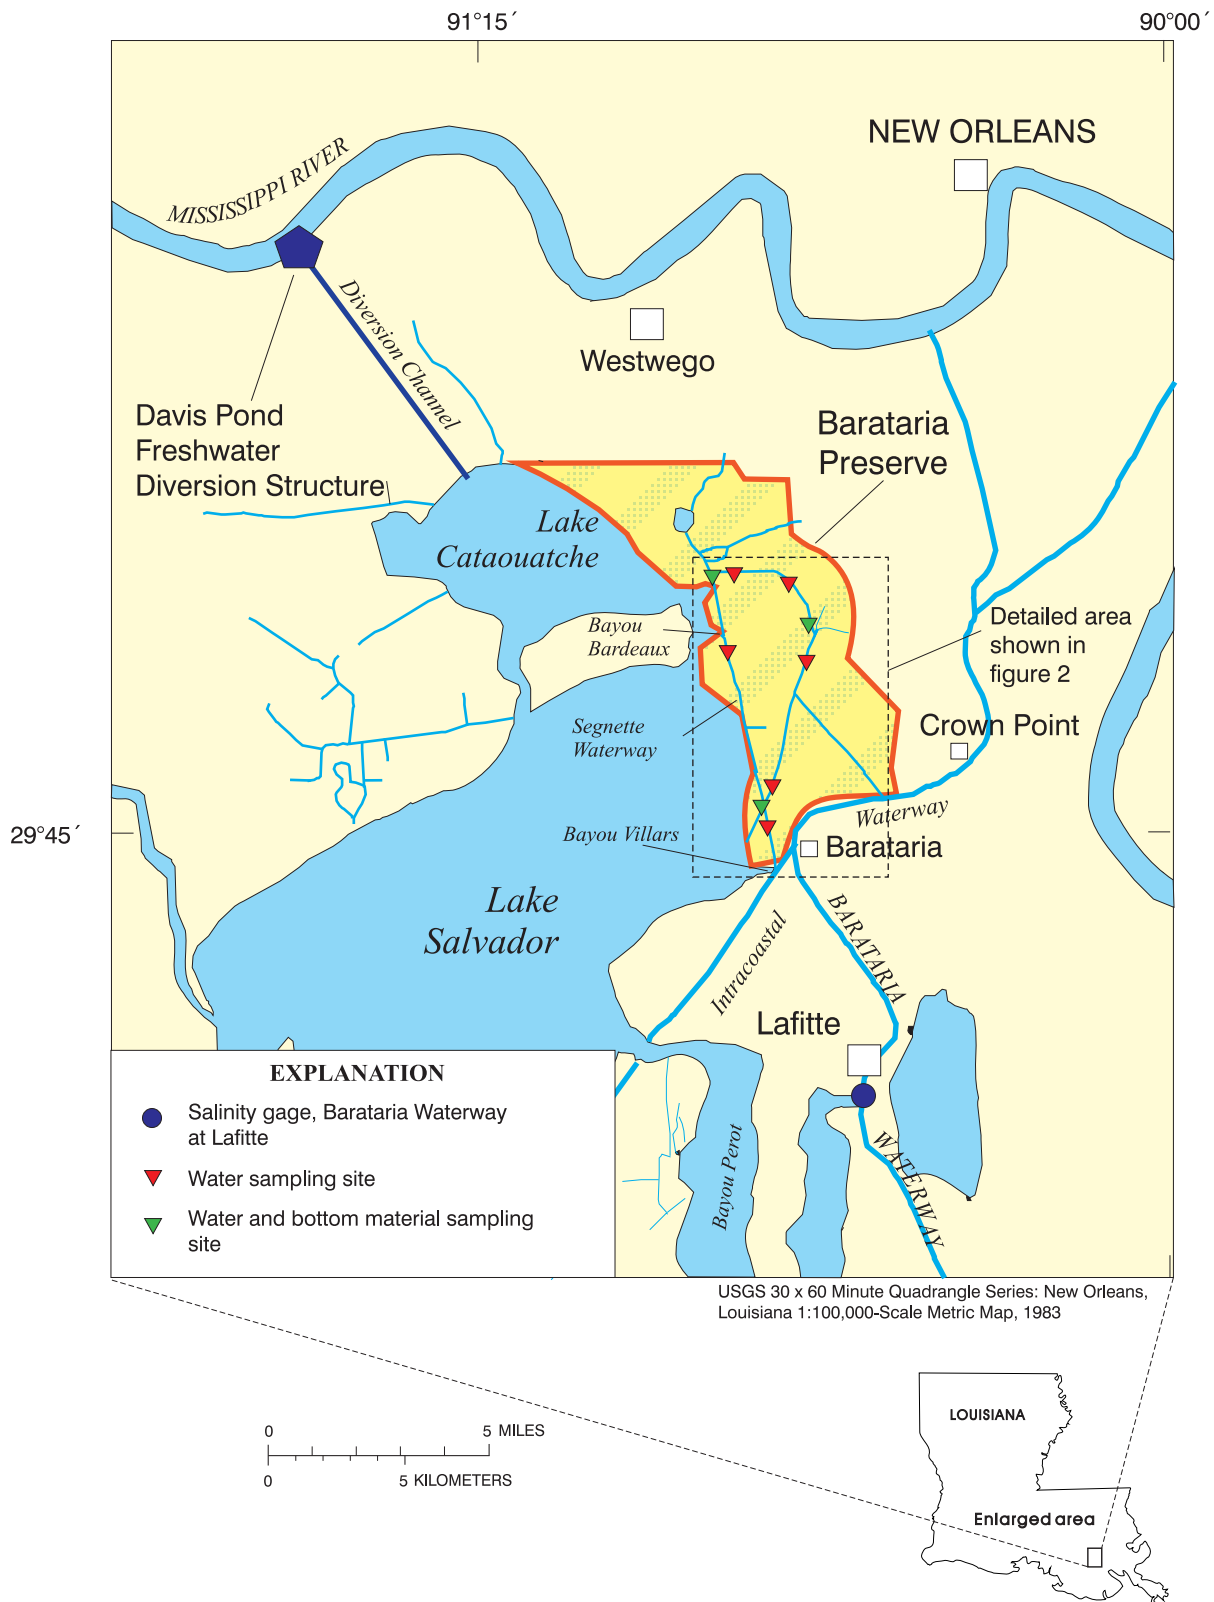 91°15´
90°00´
NEW ORLEANS
MISSISSIPPI RIVER
Diversion Channel
Westwego
Davis Pond
Freshwater
Diversion Structure
Barataria
Preserve
Lake
Cataouatche
Bayou
Bardeaux
Detailed area
shown in
figure 2
Segnette
Waterway
Crown Point
29°45´
Waterway
Bayou Villars
Barataria
Lake
Salvador
Intracoastal
BARATARIA
Lafitte
WATERWAY
Bayou Perot
EXPLANATION
Salinity gage, Barataria Waterway
at Lafitte
Water sampling site
Water and bottom material sampling
site
USGS 30 x 60 Minute Quadrangle Series: New Orleans,
Louisiana 1:100,000-Scale Metric Map, 1983
0 5 MILES
0 5 KILOMETERS
LOUISIANA
Enlarged area